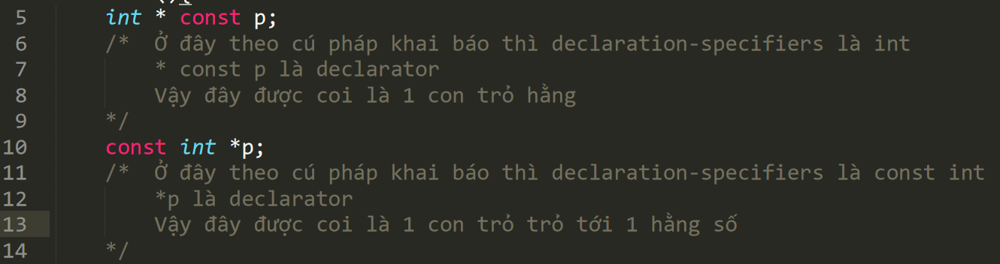 5 int * const p;
6 /* Ở đây theo cú pháp khai báo thì declaration-specifiers là int
7 * const p là declarator
8 Vậy đây được coi là 1 con trỏ hằng
9 */
10 const int *p;
11 /* Ở đây theo cú pháp khai báo thì declaration-specifiers là const int
12 *p là declarator
13 Vậy đây được coi là 1 con trỏ trỏ tới 1 hằng số
14 */